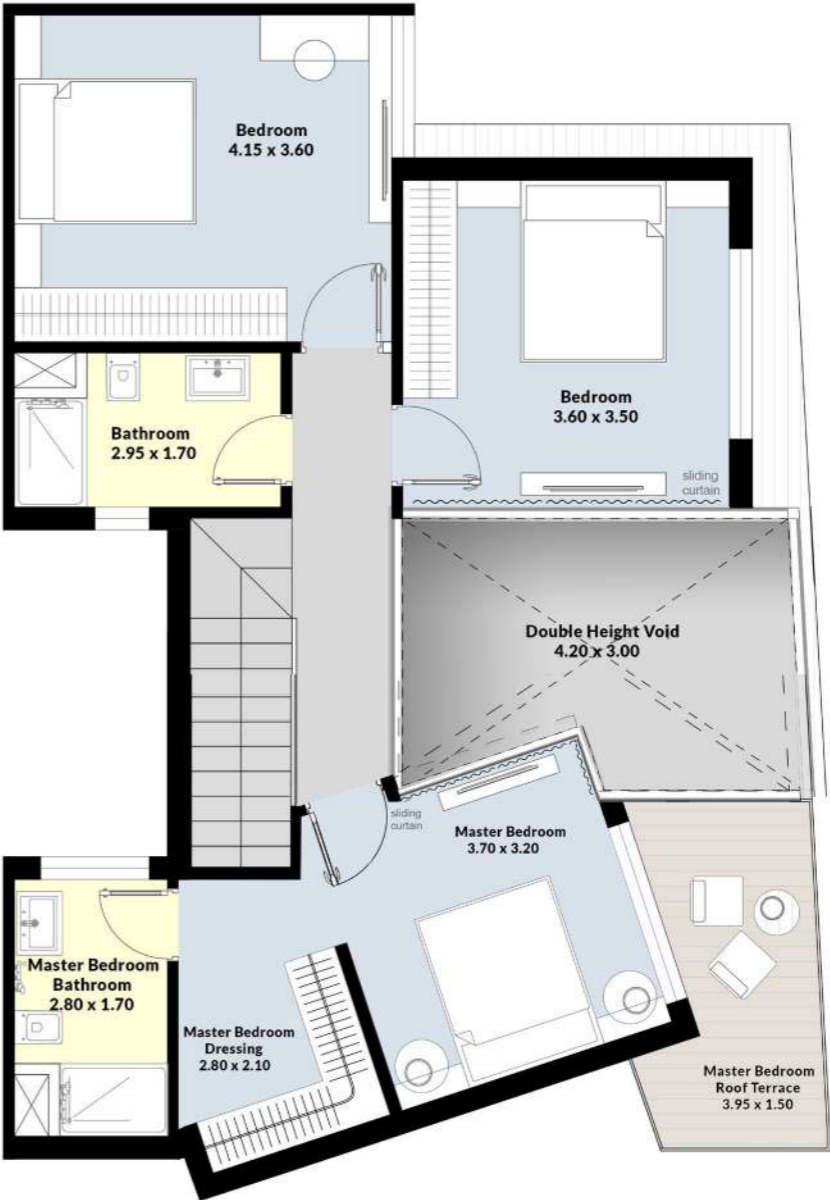 Bedroom
4.15 x 3.60
Bedroom
3.60 x 3.50
sliding
curtain
Bathroom
2.95 x 1.70
Double Height Void
4.20 x 3.00
sliding
curtain
Master Bedroom
3.70 x 3.20
Master Bedroom
Bathroom
2.80 x 1.70
Master Bedroom
Dressing
2.80 x 2.10
Master Bedroom
Roof Terrace
3.95 x 1.50